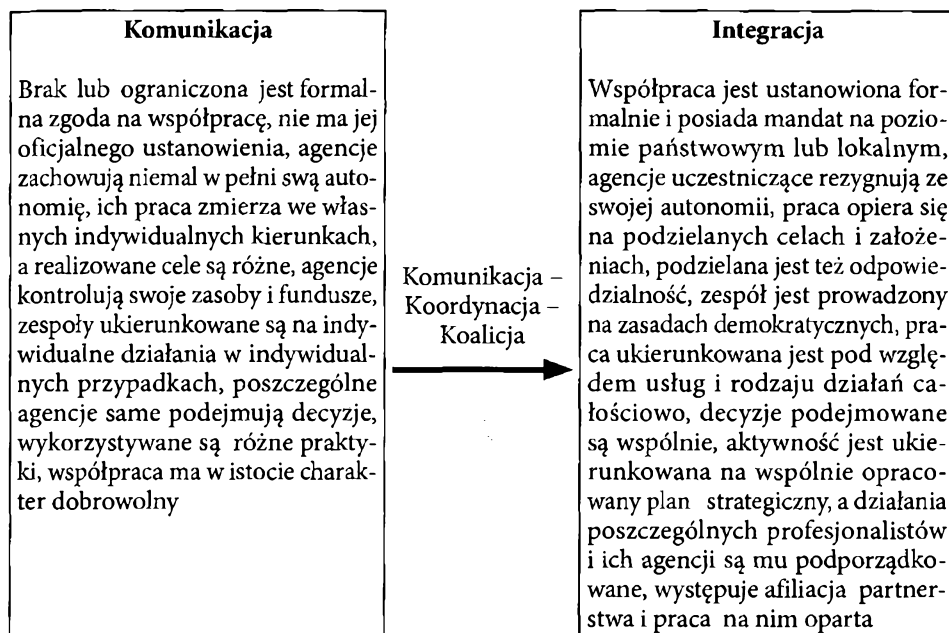 Komunikacja
Brak lub ograniczona jest formal-
na zgoda na współpracę, nie ma jej
oficjalnego ustanowienia, agencje
zachowują niemal w pełni swą auto-
nomię, ich praca zmierza we włas-
nych indywidualnych kierunkach,
a realizowane cele są różne, agencje
kontrolują swoje zasoby i fundusze,
zespoły ukierunkowane są na indy-
widualne działania w indywidual-
nych przypadkach, poszczególne
agencje same podejmują decyzje,
wykorzystywane są różne prakty-
ki, współpraca ma w istocie charak-
ter dobrowolny
Komunikacja –
Koordynacja –
Koalicja
Integracja
Współpraca jest ustanowiona for-
malnie i posiada mandat na pozio-
mie państwowym lub lokalnym,
agencje uczestniczące rezygnują ze
swojej autonomii, praca opiera się
na podzielanych celach i założe-
niach, podzielana jest też odpowie-
dzialność, zespół jest prowadzony
na zasadach demokratycznych, pra-
ca ukierunkowana jest pod wzglę-
dem usług i rodzaju działań ca-
łościowo, decyzje podejmowane
są wspólnie, aktywność jest ukie-
runkowana na wspólnie opraco-
wany plan strategiczny, a działania
poszczególnych profesjonalistów
i ich agencji są mu podporządko-
wane, występuje afiliacja partner-
stwa i praca na nim oparta